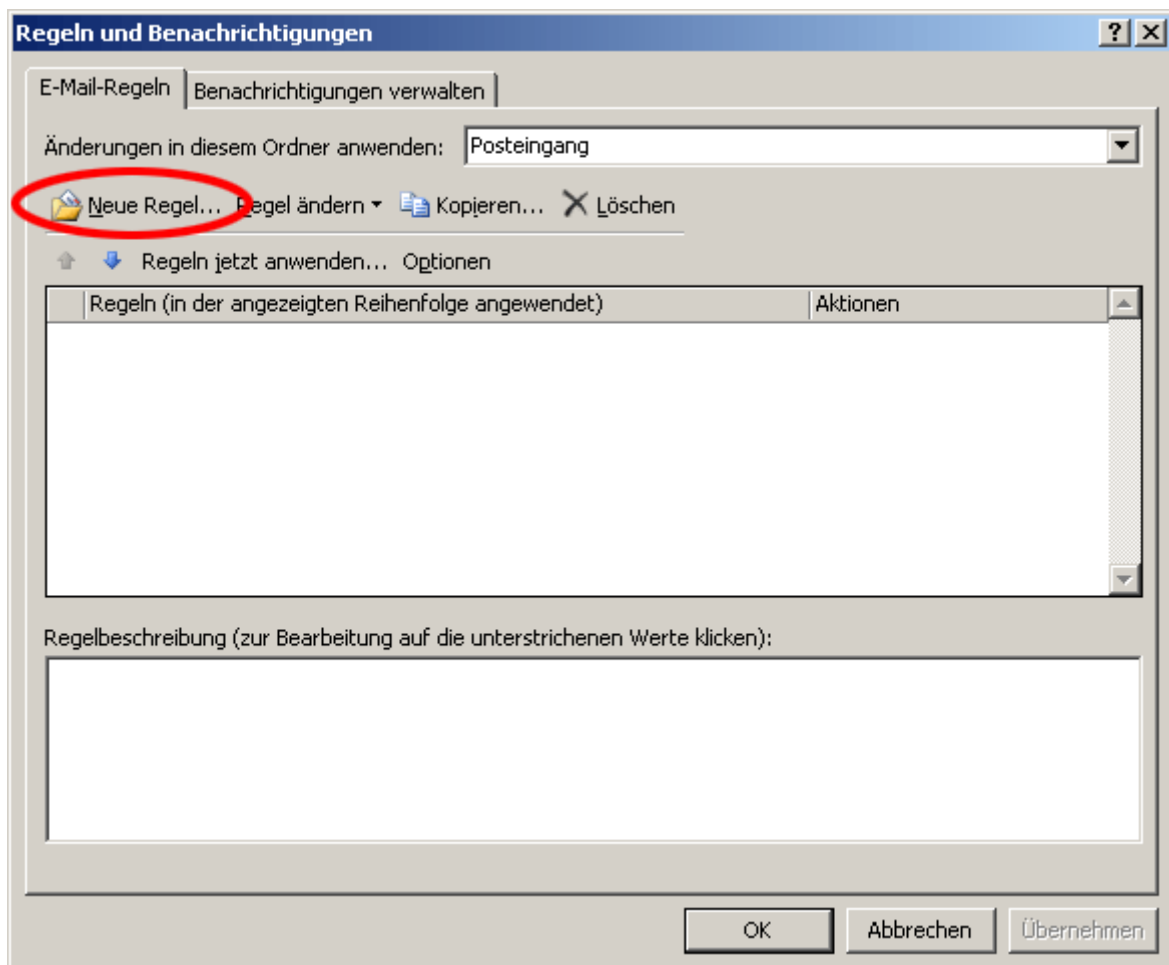 Regeln und Benachrichtigungen
E-Mail-Regeln Benachrichtigungen verwalten
Änderungen in diesem Ordner anwenden: Posteingang
Neue Regel... Regel ändern Kopieren... Löschen
Regeln jetzt anwenden... Optionen
Regeln (in der angezeigten Reihenfolge angewendet) Aktionen
Regelbeschreibung (zur Bearbeitung auf die unterstrichenen Werte klicken):
OK Abbrechen Übernehmen